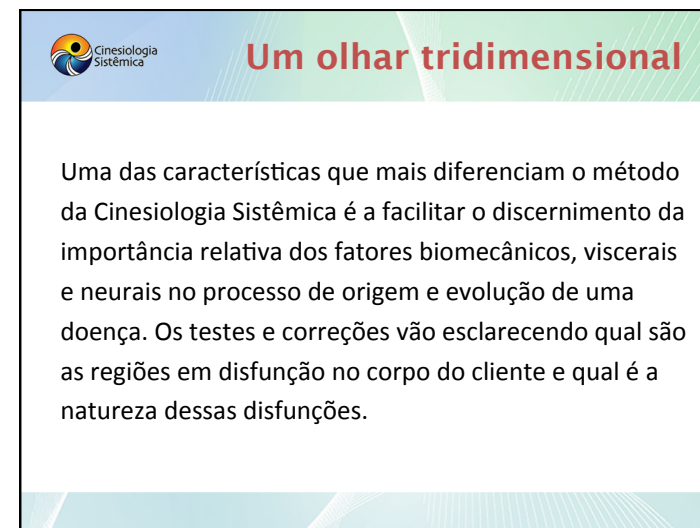 Cinesiologia
Sistêmica
Um olhar tridimensional
Uma das características que mais diferenciam o método
da Cinesiologia Sistêmica é a facilitar o discernimento da
importância relativa dos fatores biomecânicos, viscerais
e neurais no processo de origem e evolução de uma
doença. Os testes e correções vão esclarecendo qual são
as regiões em disfunção no corpo do cliente e qual é a
natureza dessas disfunções.